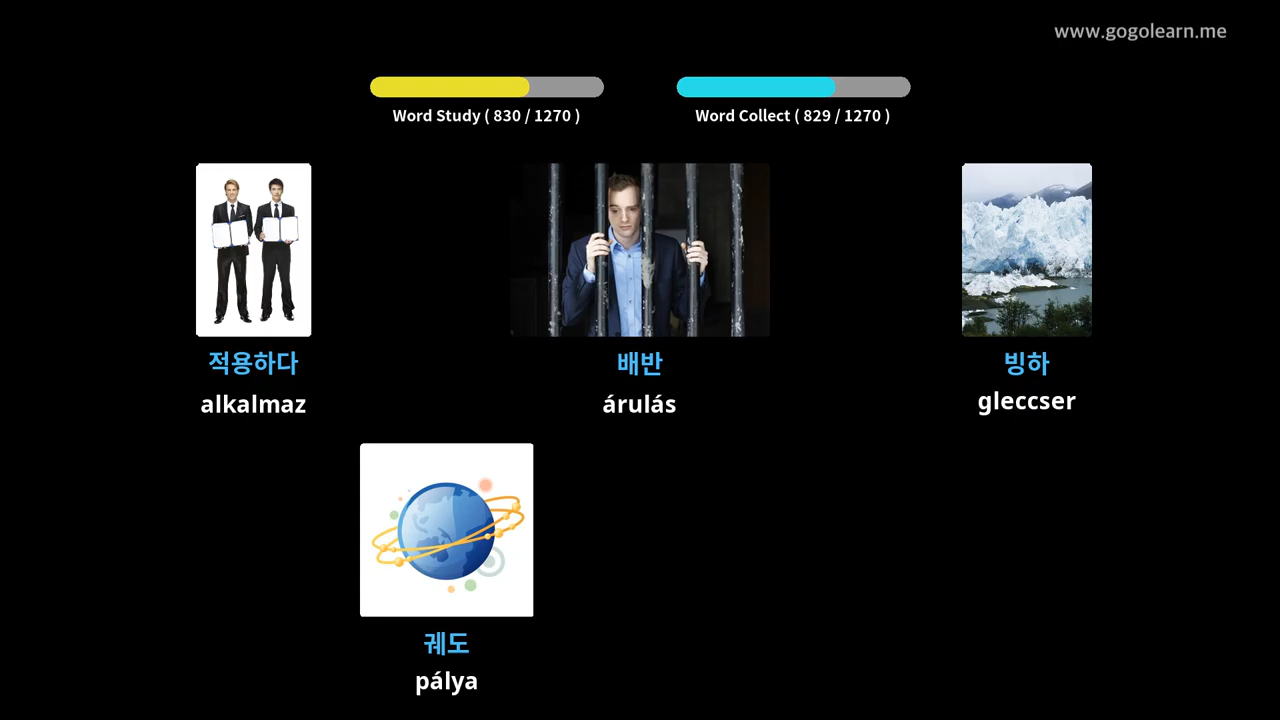 www.gogolearn.me
Word Study ( 830 / 1270 )
Word Collect ( 829 / 1270 )
적용하다
alkalmaz
배반
árulás
빙하
gleccser
궤도
pálya